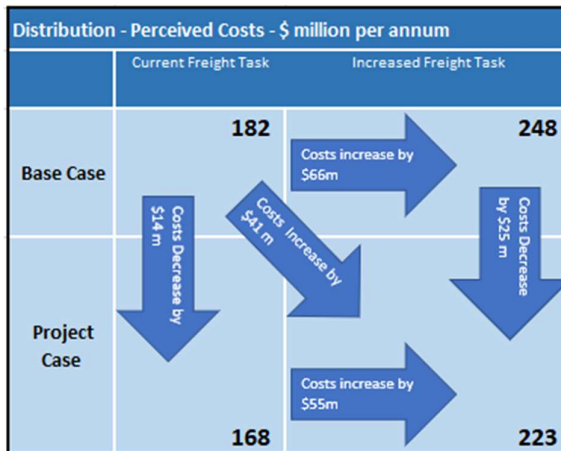 Distribution - Perceived Costs - $ million per annum
Current Freight Task
Increased Freight Task
Base Case
182
248
Costs increase by
$66m
Costs Decrease by
$14 m
Costs Increase by
$41 m
Costs Decrease
by $25 m
Project
Case
Costs increase by
$55m
168
223